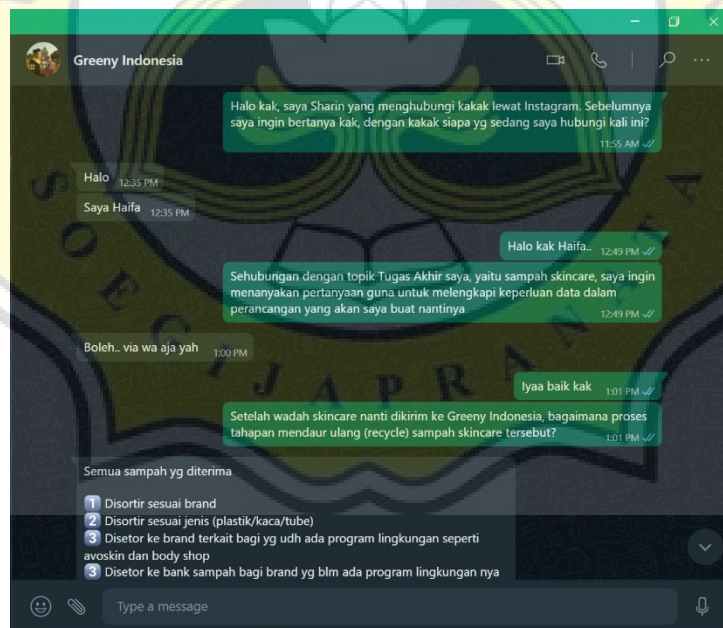 Greeny Indonesia
Halo kak, saya Sharin yang menghubungi kakak lewat Instagram. Sebelumnya
saya ingin bertanya kak, dengan kakak siapa yg sedang saya hubungi kali ini?
11:55 AM
Halo 12:35 PM
Saya Haifa 12:35 PM
Halo kak Haifa.. 12:49 PM
Sehubungan dengan topik Tugas Akhir saya, yaitu sampah skincare, saya ingin
menanyakan pertanyaan guna untuk melengkapi keperluan data dalam
perancangan yang akan saya buat nantinya
12:49 PM
Boleh.. via wa aja yah 1:00 PM
Iyaa baik kak 1:01 PM
Setelah wadah skincare nanti dikirim ke Greeny Indonesia, bagaimana proses
tahapan mendaur ulang (recycle) sampah skincare tersebut?
1:01 PM
Semua sampah yg diterima
1 Disortir sesuai brand
2 Disortir sesuai jenis (plastik/kaca/tube)
3 Disetor ke brand terkait bagi yg udh ada program lingkungan seperti
avoskin dan body shop
3 Disetor ke bank sampah bagi brand yg blm ada program lingkungan nya
Type a message
SOEGIJAPRANATA